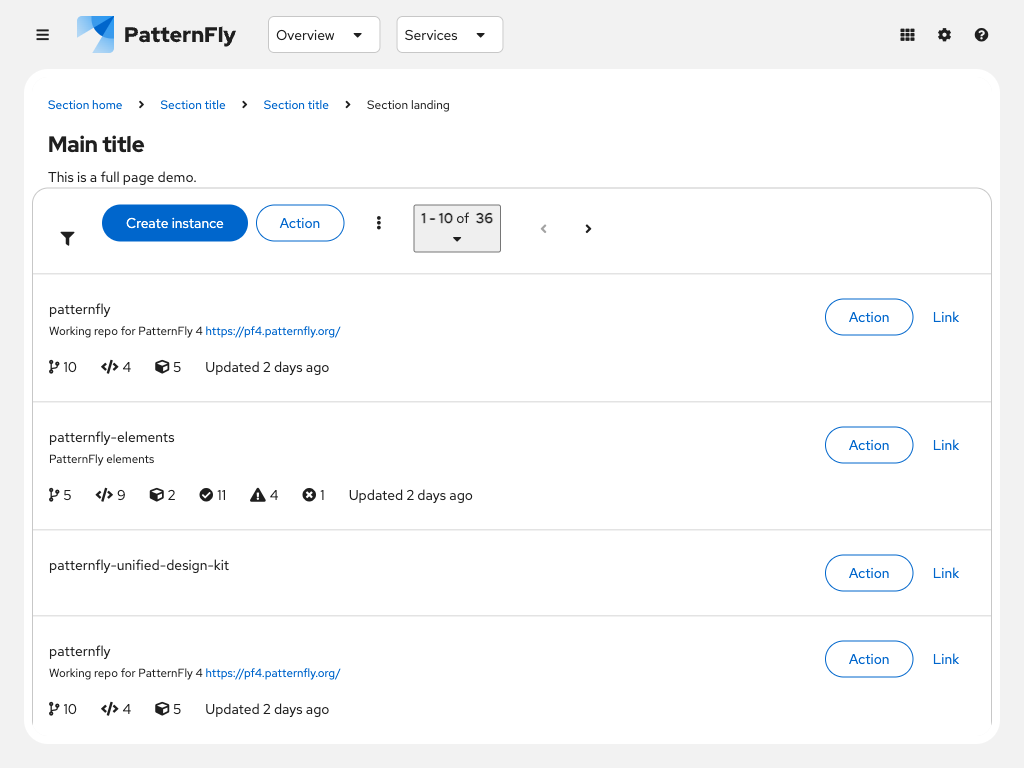 PatternFly Overview Services
Section home Section title Section title Section landing
Main title
This is a full page demo.
Create instance Action 1 - 10 of 36
patternfly Action Link
Working repo for PatternFly 4 https://pf4.patternfly.org/
10 4 5 Updated 2 days ago
patternfly-elements Action Link
PatternFly elements
5 9 2 11 4 1 Updated 2 days ago
patternfly-unified-design-kit Action Link
patternfly Action Link
Working repo for PatternFly 4 https://pf4.patternfly.org/
10 4 5 Updated 2 days ago